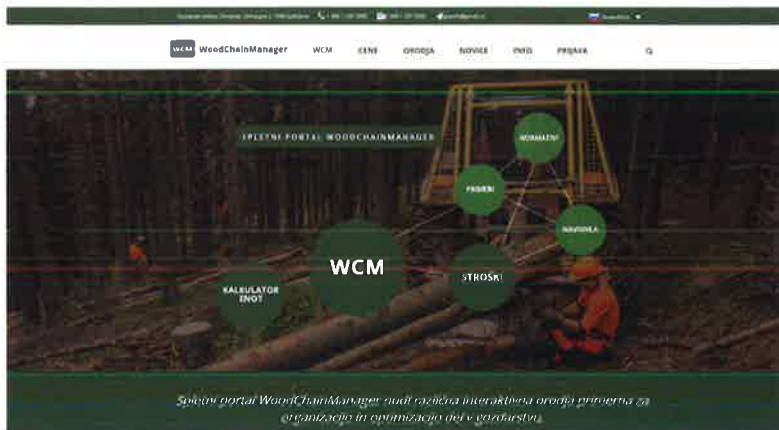 WCM WoodChainManager WCM CENE ORODJA NOVICE INFO PRIJAVA
SPLETNI PORTAL WOODCHAINMANAGER
NORMATIVI
PRIMERI
NAVODILA
WCM
STROŠKI
KALKULATOR
ENOT
Spletni portal WoodChainManager nudi različna interaktivna orodja primerna za
organizacijo in optimizacijo del v gozdarstvu.